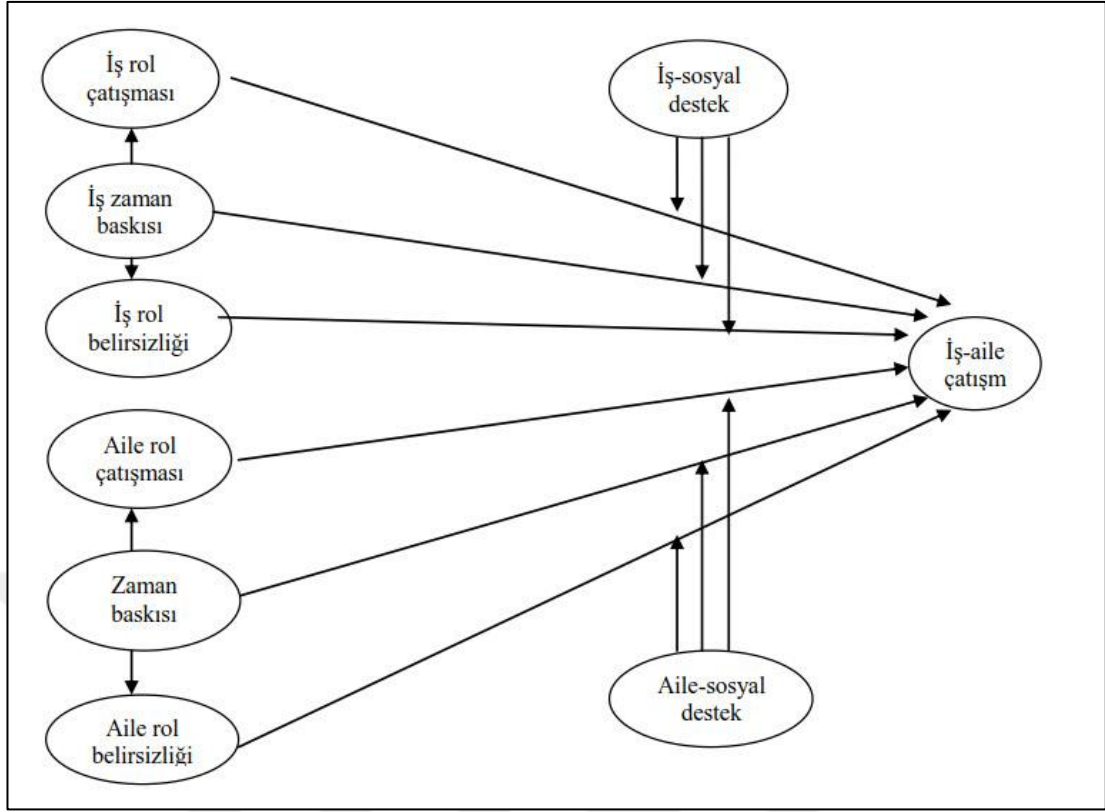 İş rol
çatışması
İş-sosyal
destek
İş zaman
baskısı
İş rol
belirsizliği
İş-aile
çatışm
Aile rol
çatışması
Zaman
baskısı
Aile-sosyal
destek
Aile rol
belirsizliği